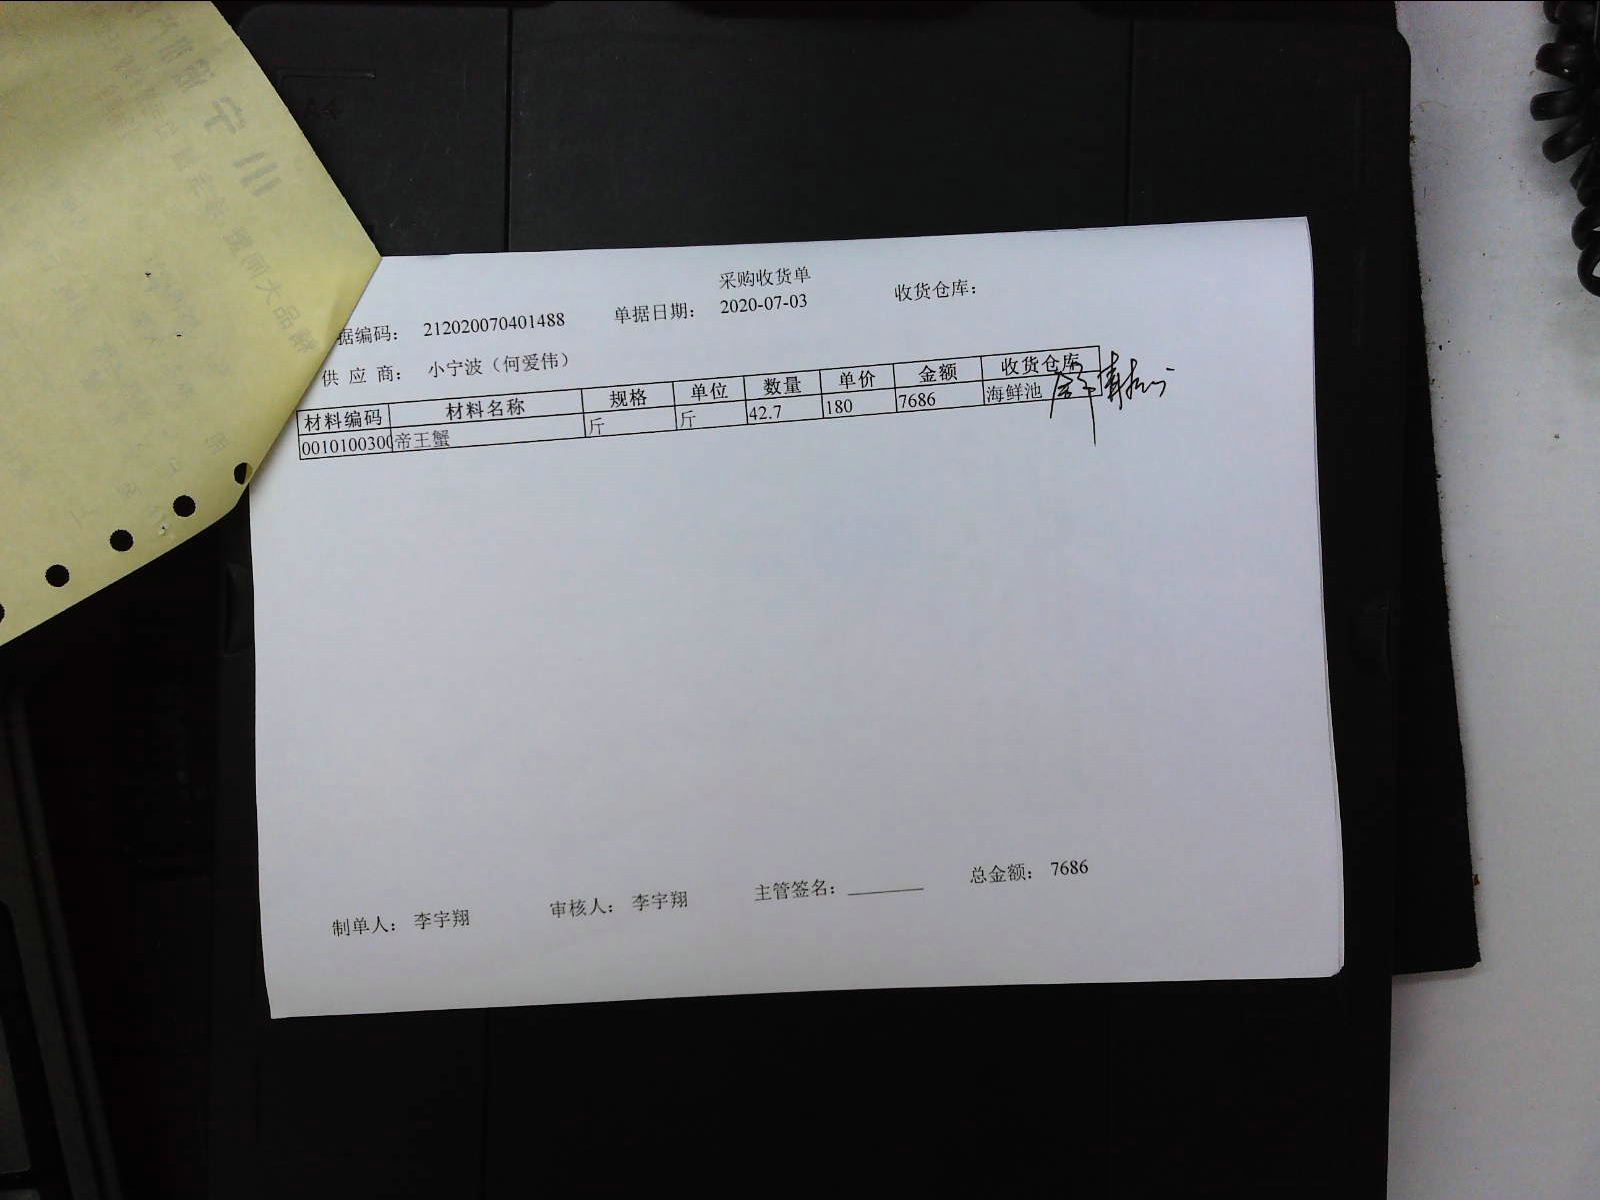 采购收货单
据编码： 212020070401488 单据日期： 2020-07-03 收货仓库：
供 应 商： 小宁波（何爱伟）
材料编码 材料名称 规格 单位 数量 单价 金额 收货仓库
0010100300 帝王蟹 斤 斤 42.7 180 7686 海鲜池
制单人： 李宇翔 审核人： 李宇翔 主管签名： 总金额： 7686